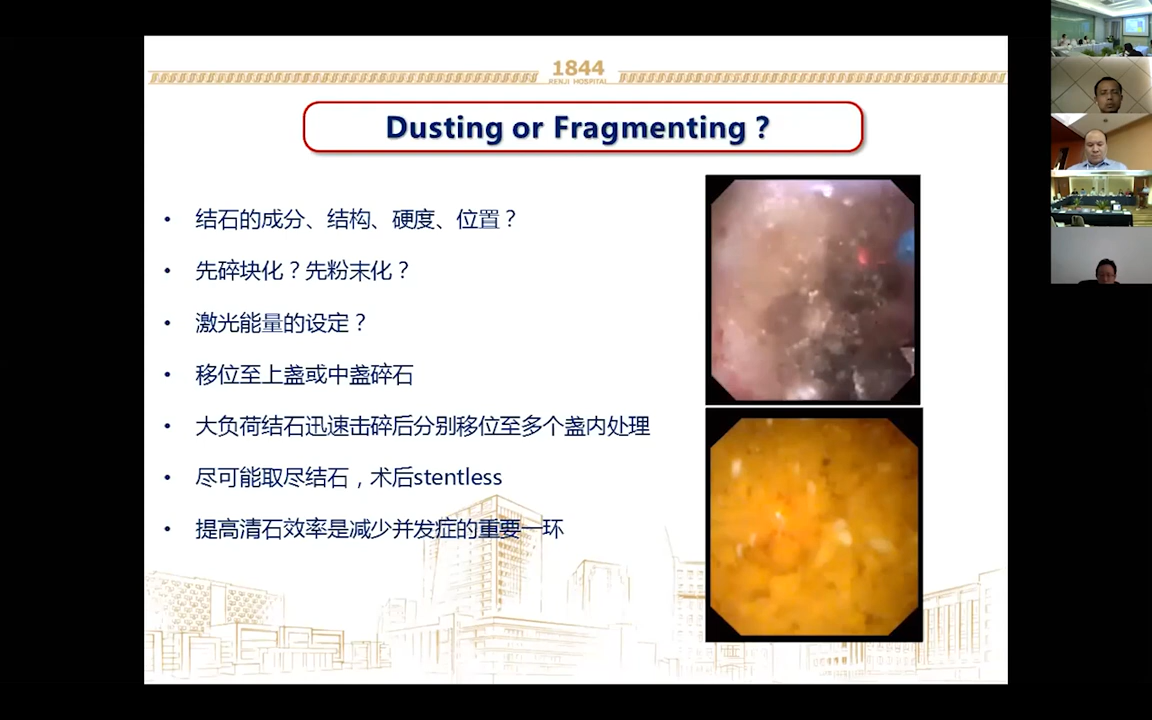 1844
RENJI HOSPITAL
Dusting or Fragmenting？
• 结石的成分、结构、硬度、位置？
• 先碎块化？先粉末化？
• 激光能量的设定？
• 移位至上盏或中盏碎石
• 大负荷结石迅速击碎后分别移位至多个盏内处理
• 尽可能取尽结石，术后stentless
• 提高清石效率是减少并发症的重要一环